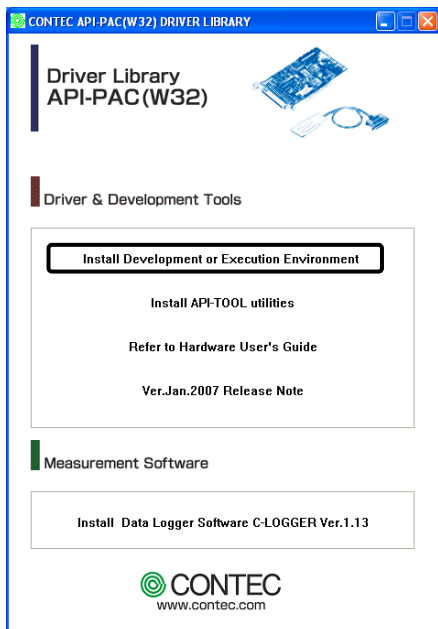 CONTEC API-PAC(W32) DRIVER LIBRARY
Driver Library
API-PAC(W32)
Driver & Development Tools
Install Development or Execution Environment
Install API-TOOL utilities
Refer to Hardware User's Guide
Ver.Jan.2007 Release Note
Measurement Software
Install Data Logger Software C-LOGGER Ver.1.13
CONTEC
www.contec.com